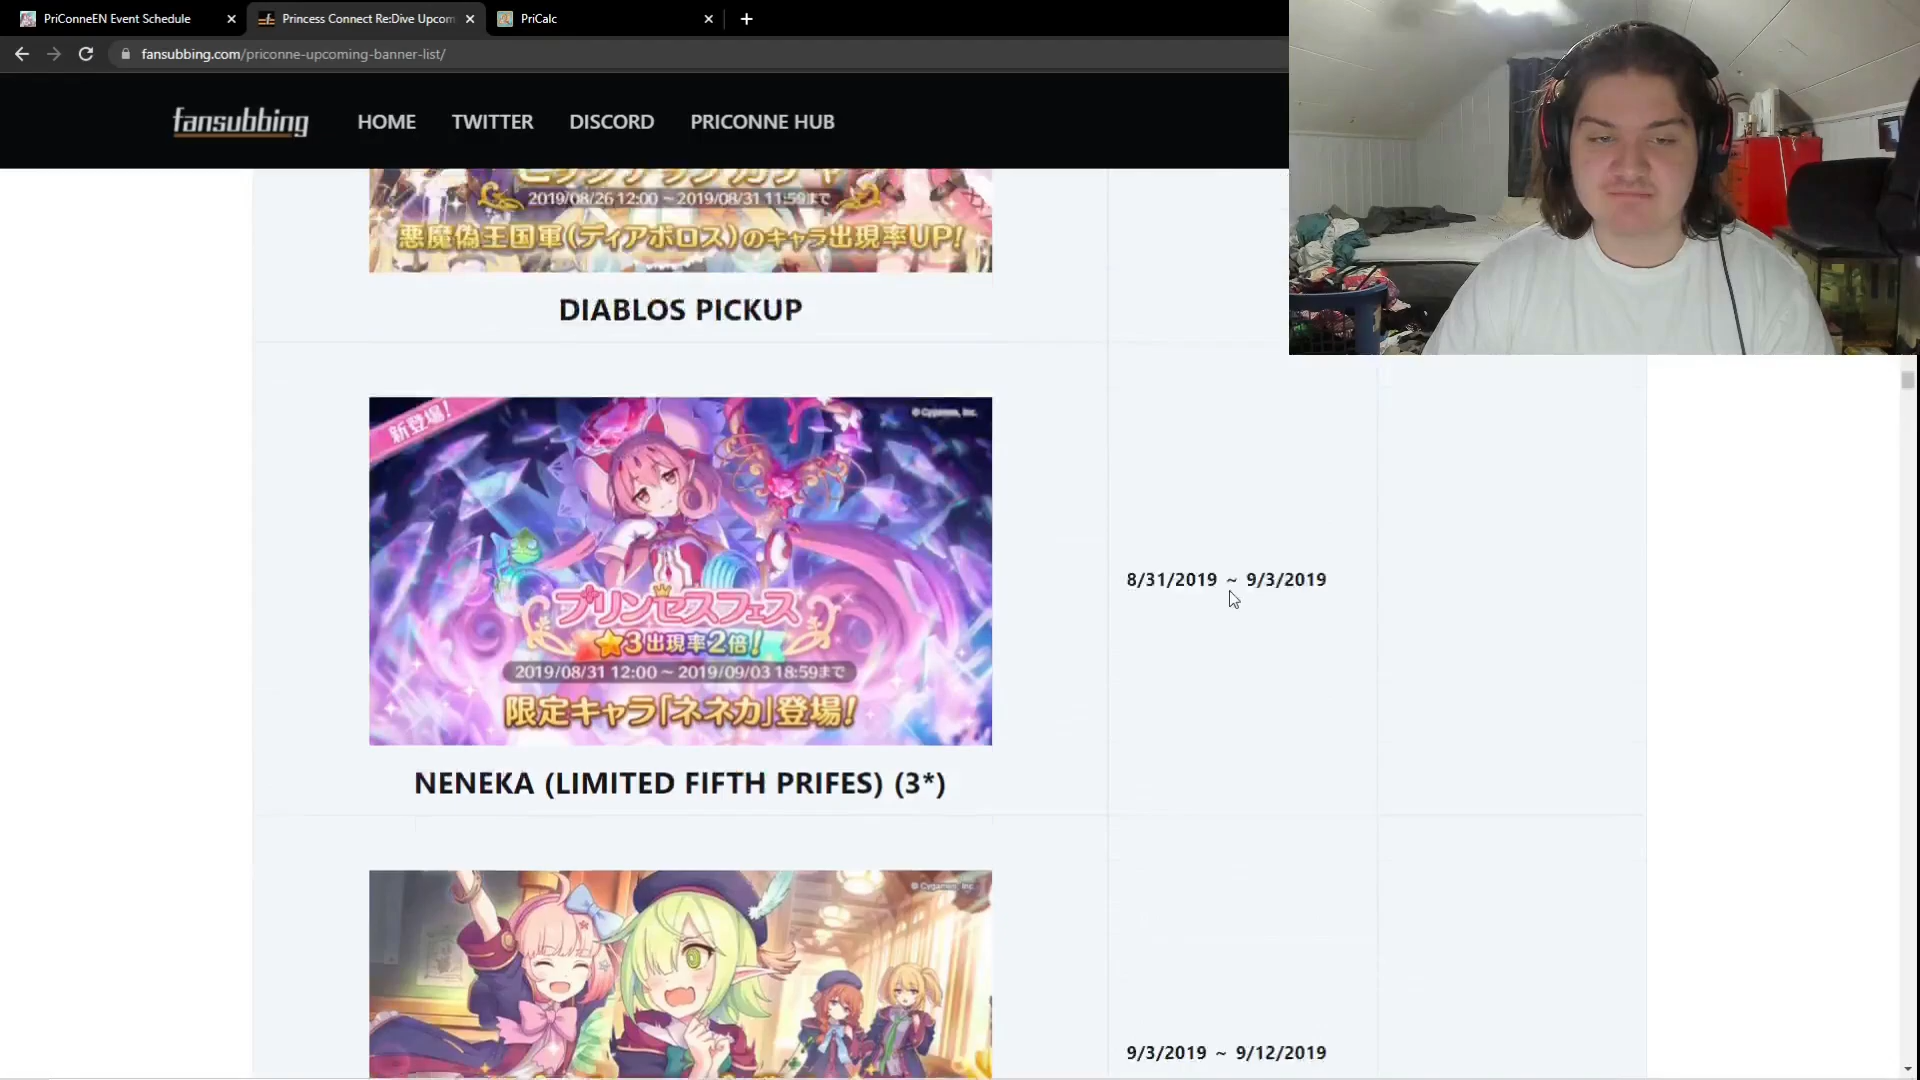 PriConneEN Event Schedule
Princess Connect Re:Dive Upcom
PriCalc
fansubbing.com/priconne-upcoming-banner-list/
fansubbing
HOME
TWITTER
DISCORD
PRICONNE HUB
2019/08/26 12:00 ~ 2019/08/31 11:59まで
悪魔偽王国軍(ディアボロス)のキャラ出現率UP!
DIABLOS PICKUP
新登場!
© Cygames, Inc.
プリンセスフェス
★3出現率2倍!
2019/08/31 12:00 ~ 2019/09/03 18:59まで
限定キャラ「ネネカ」登場!
8/31/2019 ~ 9/3/2019
NENEKA (LIMITED FIFTH PRIFES) (3*)
© Cygames, Inc.
9/3/2019 ~ 9/12/2019